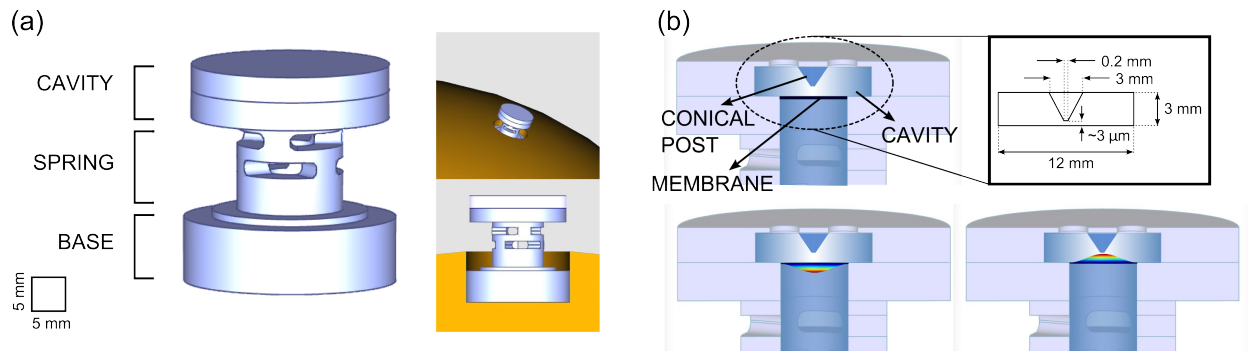 (a)
CAVITY
SPRING
BASE
5 mm
5 mm
(b)
CONICAL
POST
MEMBRANE
CAVITY
0.2 mm
3 mm
3 mm
~3 µm
12 mm